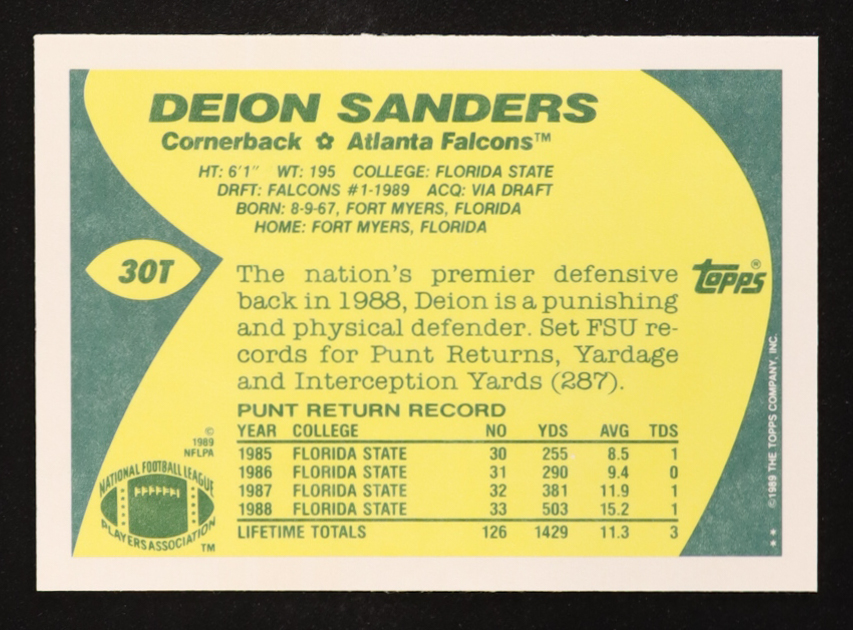 DEION SANDERS
Cornerback ✿ Atlanta Falcons™
HT: 6'1" WT: 195 COLLEGE: FLORIDA STATE
DRFT: FALCONS #1-1989 ACQ: VIA DRAFT
BORN: 8-9-67, FORT MYERS, FLORIDA
HOME: FORT MYERS, FLORIDA
30T
topps®
The nation's premier defensive
back in 1988, Deion is a punishing
and physical defender. Set FSU re-
cords for Punt Returns, Yardage
and Interception Yards (287).
PUNT RETURN RECORD
YEAR COLLEGE NO YDS AVG TDS
1985 FLORIDA STATE 30 255 8.5 1
1986 FLORIDA STATE 31 290 9.4 0
1987 FLORIDA STATE 32 381 11.9 1
1988 FLORIDA STATE 33 503 15.2 1
LIFETIME TOTALS 126 1429 11.3 3
©
1989
NFLPA
NATIONAL FOOTBALL LEAGUE
PLAYERS ASSOCIATION
TM
©1989 THE TOPPS COMPANY, INC.
**